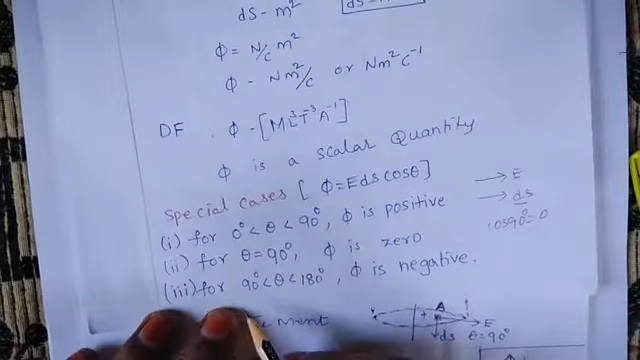 ds - m²
ϕ = N/C m²
ϕ - Nm²/C or Nm²C⁻¹
DF . ϕ - [ML³T⁻³A⁻¹]
ϕ is a scalar Quantity
Special Cases [ϕ = E ds cosθ]
→ E
(i) for 0° < θ < 90°, ϕ is positive
→ ds
cos90° = 0
(ii) for θ = 90°, ϕ is zero
(iii) for 90° < θ < 180°, ϕ is negative.
A
+
E
ds θ = 90°